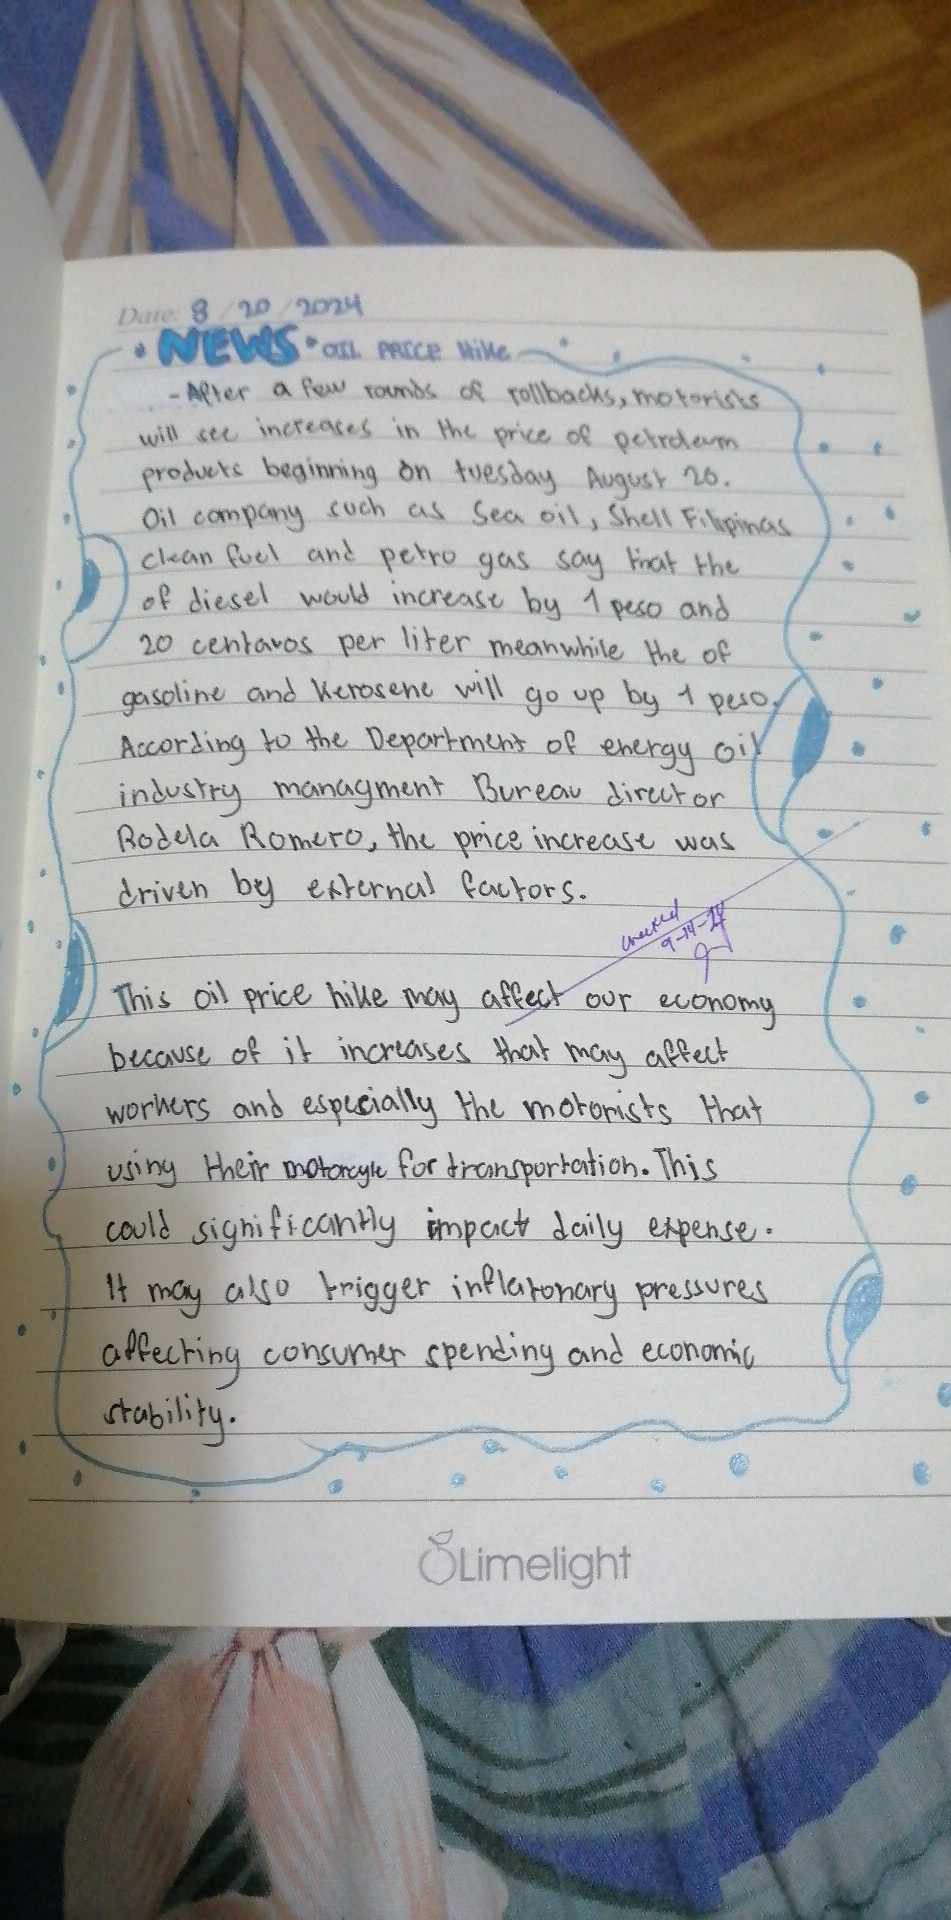 Date: 8/20/2024
NEWS • OIL PRICE Hike
- After a few rounds of rollbacks, motorists
will see increases in the price of petroleum
products beginning on tuesday August 20.
Oil company such as Sea oil, Shell Filipinas
clean fuel and petro gas say that the
of diesel would increase by 1 peso and
20 centavos per liter meanwhile the of
gasoline and kerosene will go up by 1 peso.
According to the Department of energy oil
industry managment Bureau director
Rodela Romero, the price increase was
driven by external factors.
checked
9-14-24
This oil price hike may affect our economy
because of it increases that may affect
workers and especially the motorists that
using their motorcycle for transportation. This
could significantly impact daily expense.
It may also trigger inflationary pressures
affecting consumer spending and economic
stability.
Limelight